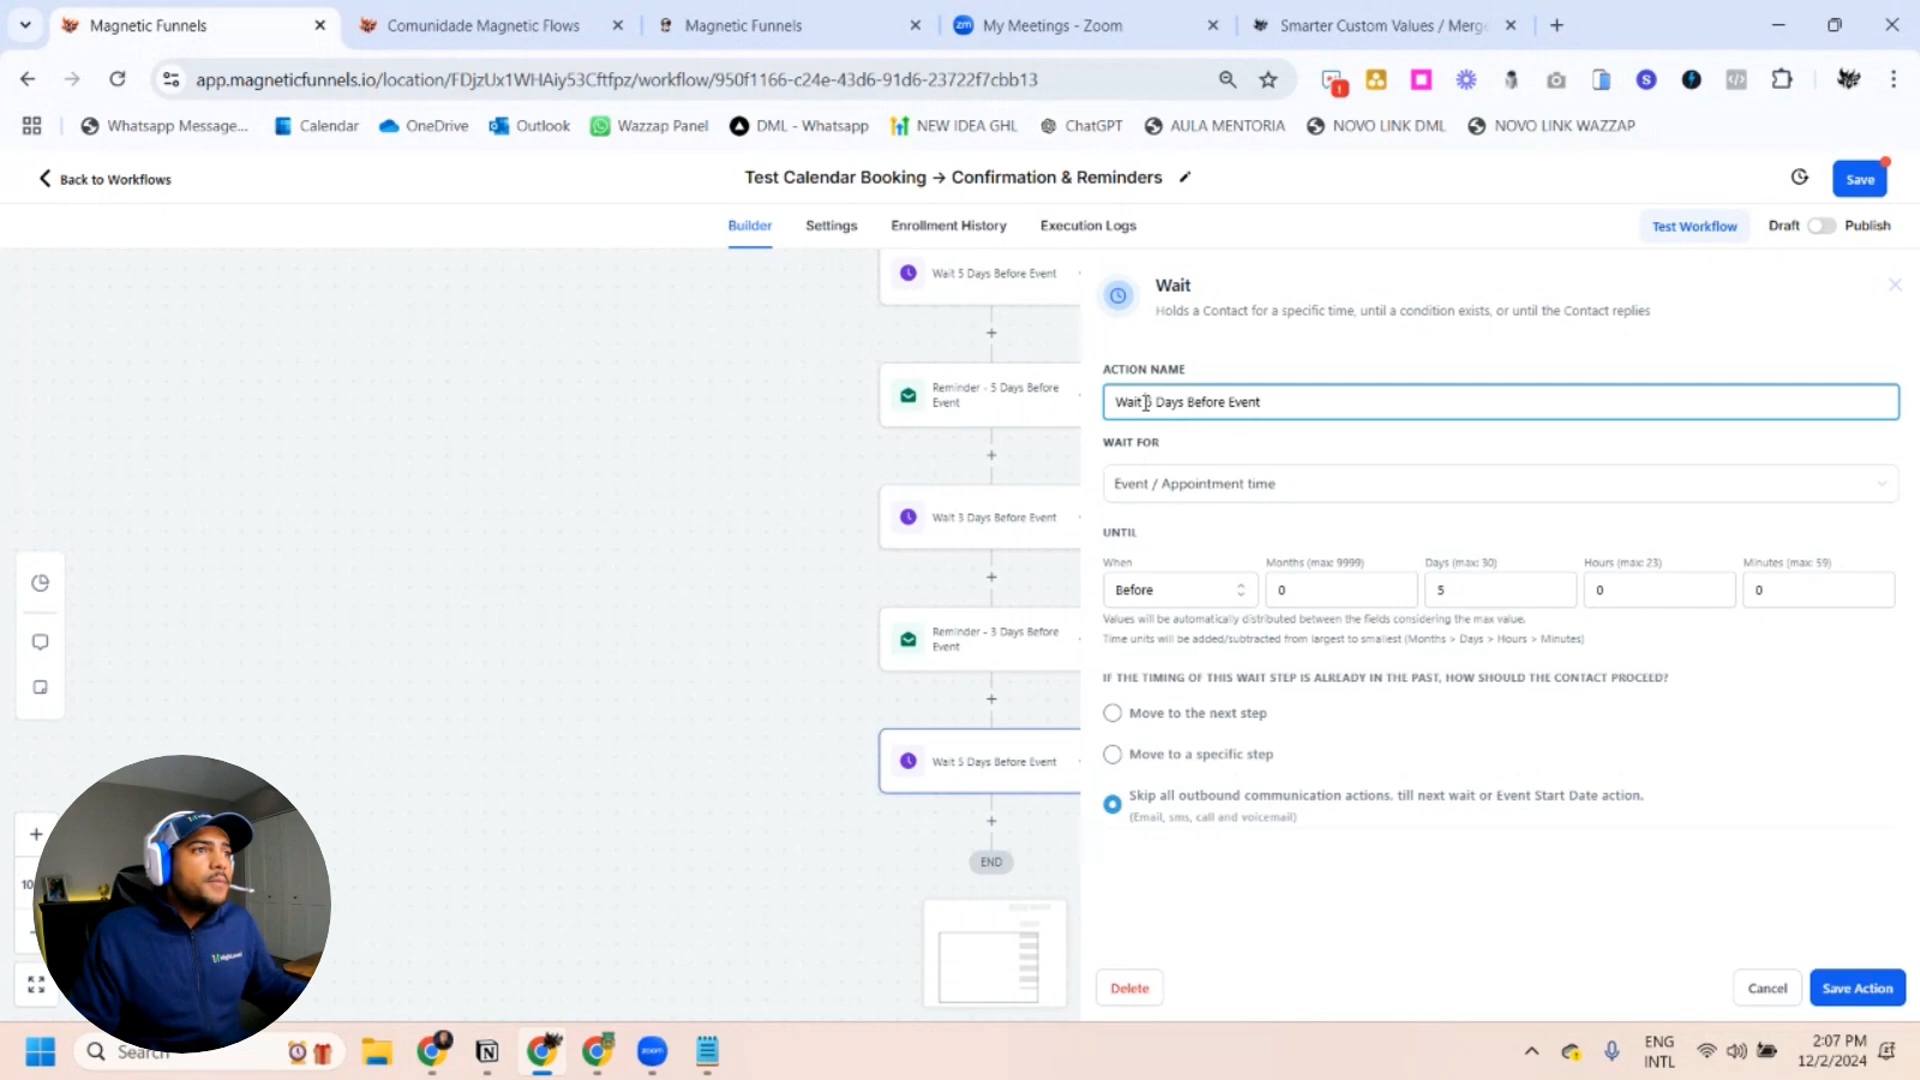 Magnetic Funnels
Comunidade Magnetic Flows
Magnetic Funnels
zm My Meetings - Zoom
Smarter Custom Values / Merg
app.magneticfunnels.io/location/FDjzUx1WHAiy53Cftfpz/workflow/950f1166-c24e-43d6-91d6-23722f7cbb13
Whatsapp Message...
Calendar
OneDrive
Outlook
Wazzap Panel
DML - Whatsapp
NEW IDEA GHL
ChatGPT
AULA MENTORIA
NOVO LINK DML
NOVO LINK WAZZAP
Back to Workflows
Test Calendar Booking → Confirmation & Reminders
Save
Builder
Settings
Enrollment History
Execution Logs
Test Workflow
Draft
Publish
Wait 5 Days Before Event
Reminder - 5 Days Before
Event
Wait 3 Days Before Event
Reminder - 3 Days Before
Event
Wait 5 Days Before Event
END
Wait
Holds a Contact for a specific time, until a condition exists, or until the Contact replies
ACTION NAME
Wait Days Before Event
WAIT FOR
Event / Appointment time
UNTIL
When
Months (max: 9999)
Days (max: 30)
Hours (max: 23)
Minutes (max: 59)
Before
0
5
0
0
Values will be automatically distributed between the fields considering the max value.
Time units will be added/subtracted from largest to smallest (Months > Days > Hours > Minutes)
IF THE TIMING OF THIS WAIT STEP IS ALREADY IN THE PAST, HOW SHOULD THE CONTACT PROCEED?
Move to the next step
Move to a specific step
Skip all outbound communication actions, till next wait or Event Start Date action.
(Email, sms, call and voicemail)
Delete
Cancel
Save Action
Search
zoom
ENG
INTL
2:07 PM
12/2/2024